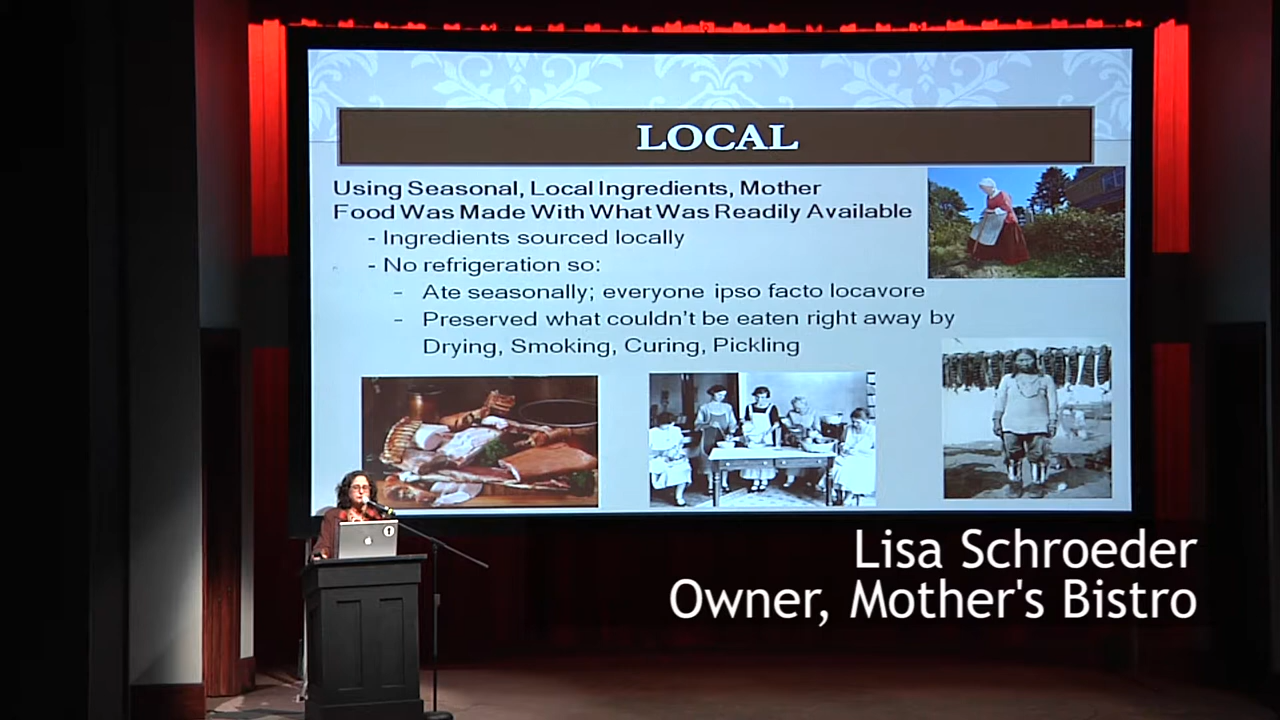 LOCAL
Using Seasonal, Local Ingredients, Mother
Food Was Made With What Was Readily Available
- Ingredients sourced locally
- No refrigeration so:
- Ate seasonally; everyone ipso facto locavore
- Preserved what couldn't be eaten right away by
Drying, Smoking, Curing, Pickling
Lisa Schroeder
Owner, Mother's Bistro